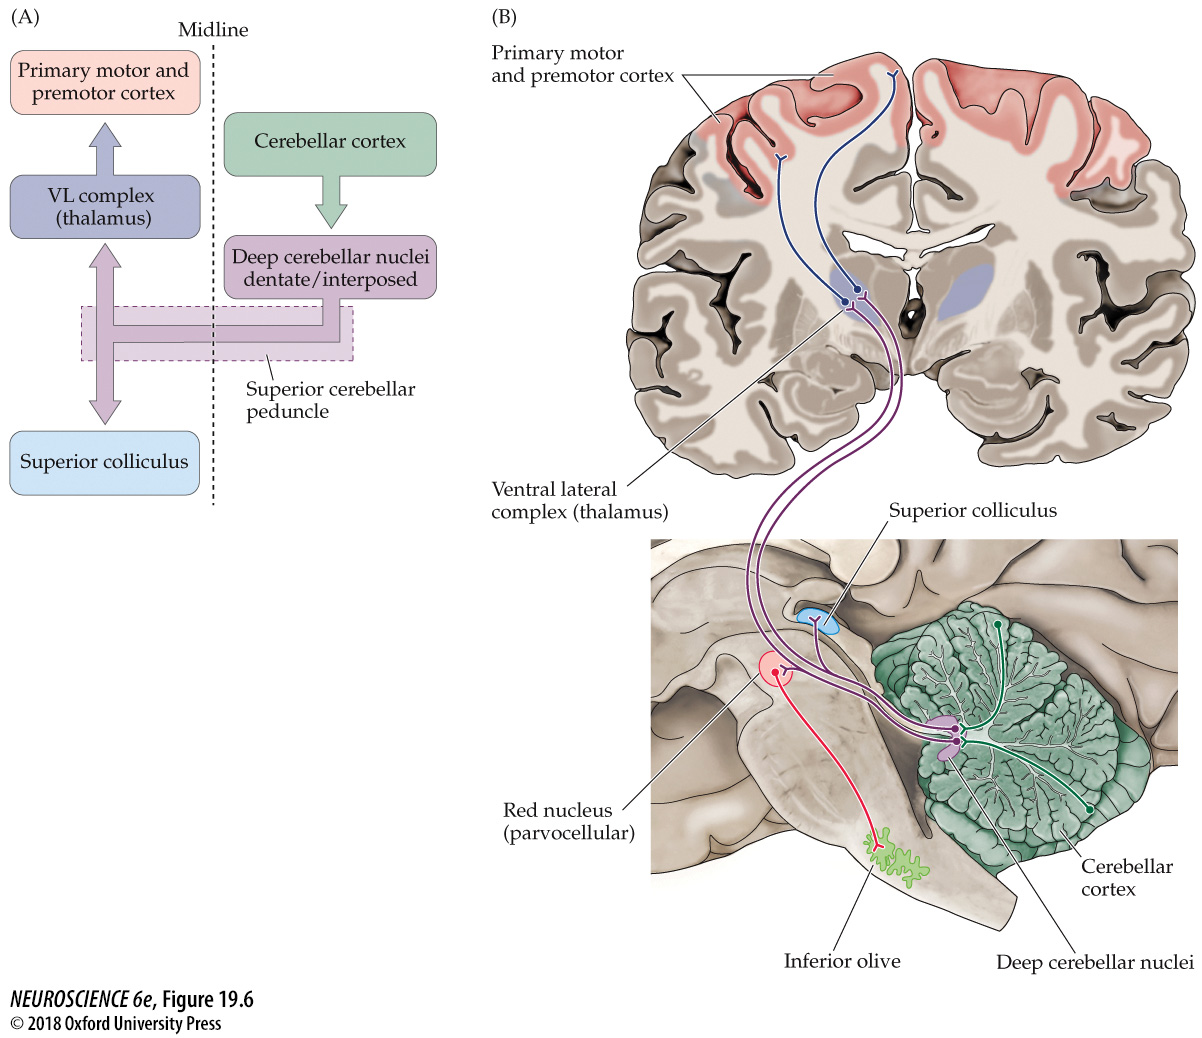 (A)
Midline
Primary motor and
premotor cortex
Cerebellar cortex
VL complex
(thalamus)
Deep cerebellar nuclei
dentate/interposed
Superior cerebellar
peduncle
Superior colliculus
(B)
Primary motor
and premotor cortex
Ventral lateral
complex (thalamus)
Superior colliculus
Red nucleus
(parvocellular)
Cerebellar
cortex
Inferior olive
Deep cerebellar nuclei
NEUROSCIENCE 6e, Figure 19.6
© 2018 Oxford University Press